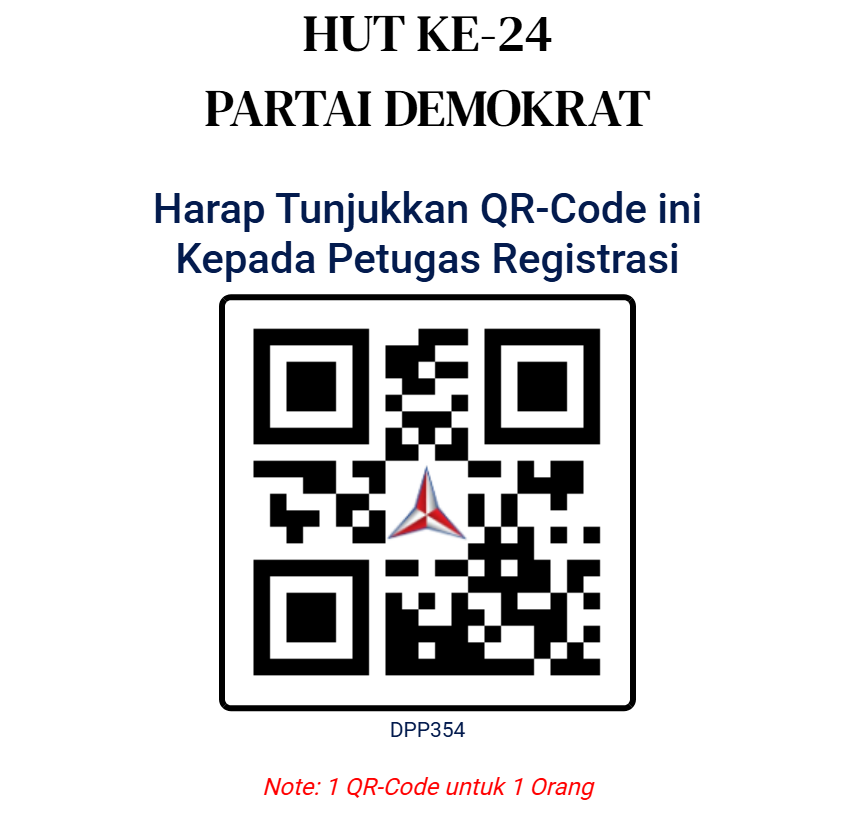 HUT KE-24
PARTAI DEMOKRAT
Harap Tunjukkan QR-Code ini
Kepada Petugas Registrasi
DPP354
Note: 1 QR-Code untuk 1 Orang